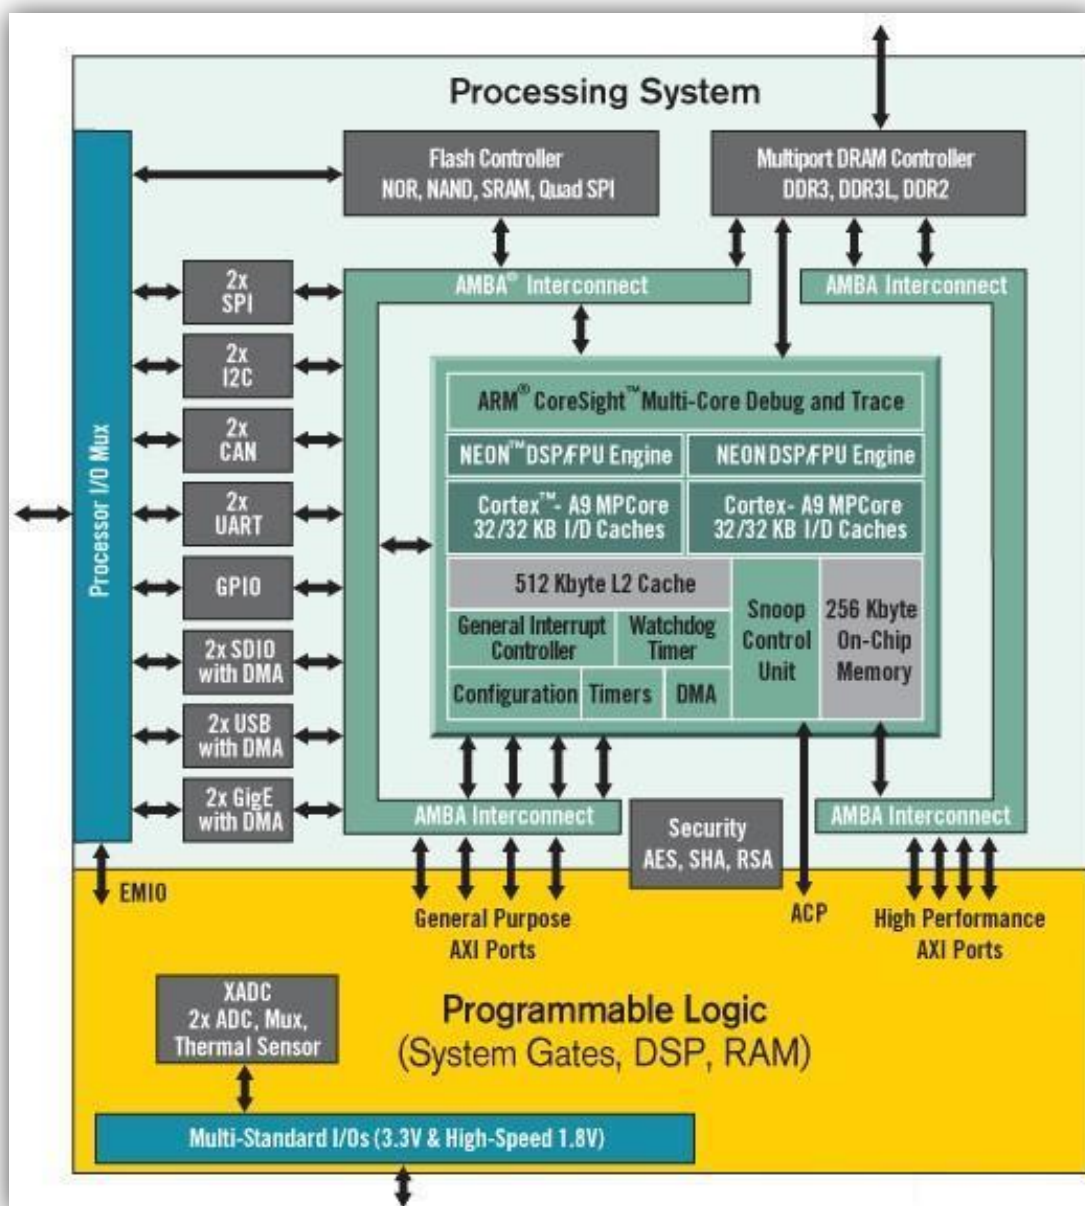 Processing System
Flash Controller
NOR, NAND, SRAM, Quad SPI
Multiport DRAM Controller
DDR3, DDR3L, DDR2
AMBA® Interconnect
AMBA Interconnect
Processor I/O Mux
2x
SPI
2x
I2C
2x
CAN
2x
UART
GPIO
2x SDIO
with DMA
2x USB
with DMA
2x GigE
with DMA
ARM® CoreSight™ Multi-Core Debug and Trace
NEON™ DSP/FPU Engine
NEON DSP/FPU Engine
Cortex™- A9 MPCore
32/32 KB I/D Caches
Cortex- A9 MPCore
32/32 KB I/D Caches
512 Kbyte L2 Cache
General Interrupt
Controller
Watchdog
Timer
Configuration
Timers
DMA
Snoop
Control
Unit
256 Kbyte
On-Chip
Memory
AMBA Interconnect
Security
AES, SHA, RSA
AMBA Interconnect
EMIO
General Purpose
AXI Ports
ACP
High Performance
AXI Ports
XADC
2x ADC, Mux,
Thermal Sensor
Programmable Logic
(System Gates, DSP, RAM)
Multi-Standard I/Os (3.3V & High-Speed 1.8V)